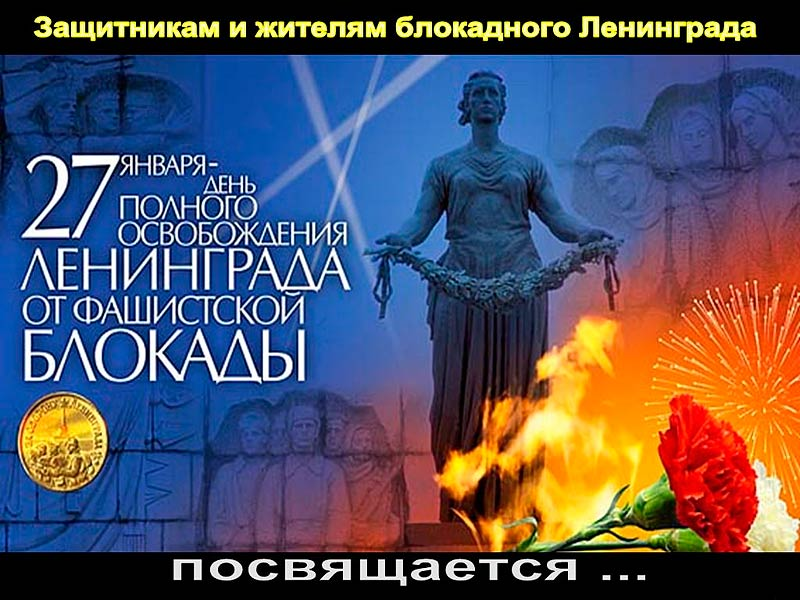 Защитникам и жителям блокадного Ленинграда
27 ЯНВАРЯ-
ДЕНЬ
ПОЛНОГО
ОСВОБОЖДЕНИЯ
ЛЕНИНГРАДА
ОТ ФАШИСТСКОЙ
БЛОКАДЫ
посвящается ...